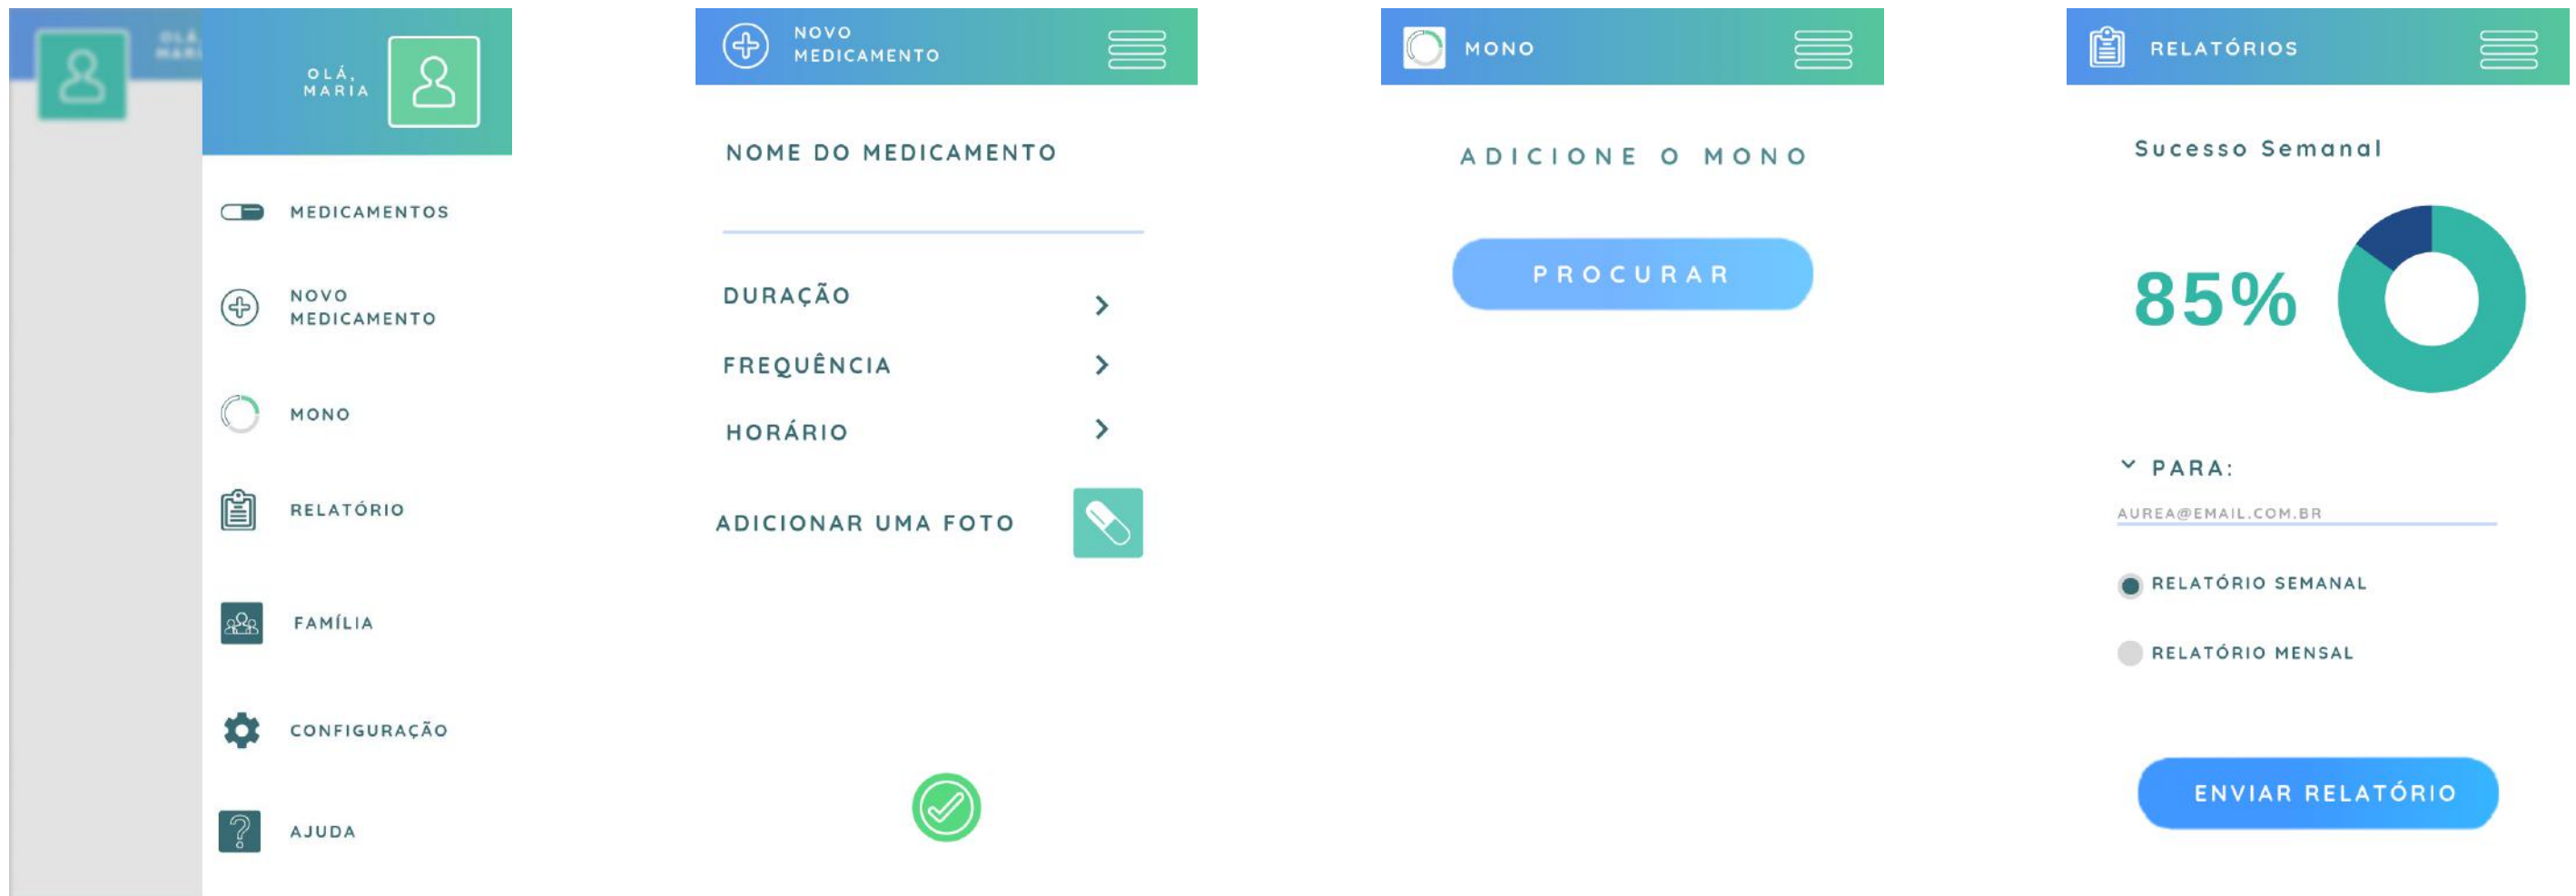 OLÁ,
MARIA
MEDICAMENTOS
NOVO
MEDICAMENTO
MONO
RELATÓRIO
FAMÍLIA
CONFIGURAÇÃO
AJUDA
NOVO
MEDICAMENTO
NOME DO MEDICAMENTO
DURAÇÃO
FREQUÊNCIA
HORÁRIO
ADICIONAR UMA FOTO
MONO
ADICIONE O MONO
PROCURAR
RELATÓRIOS
Sucesso Semanal
85%
PARA:
AUREA@EMAIL.COM.BR
RELATÓRIO SEMANAL
RELATÓRIO MENSAL
ENVIAR RELATÓRIO